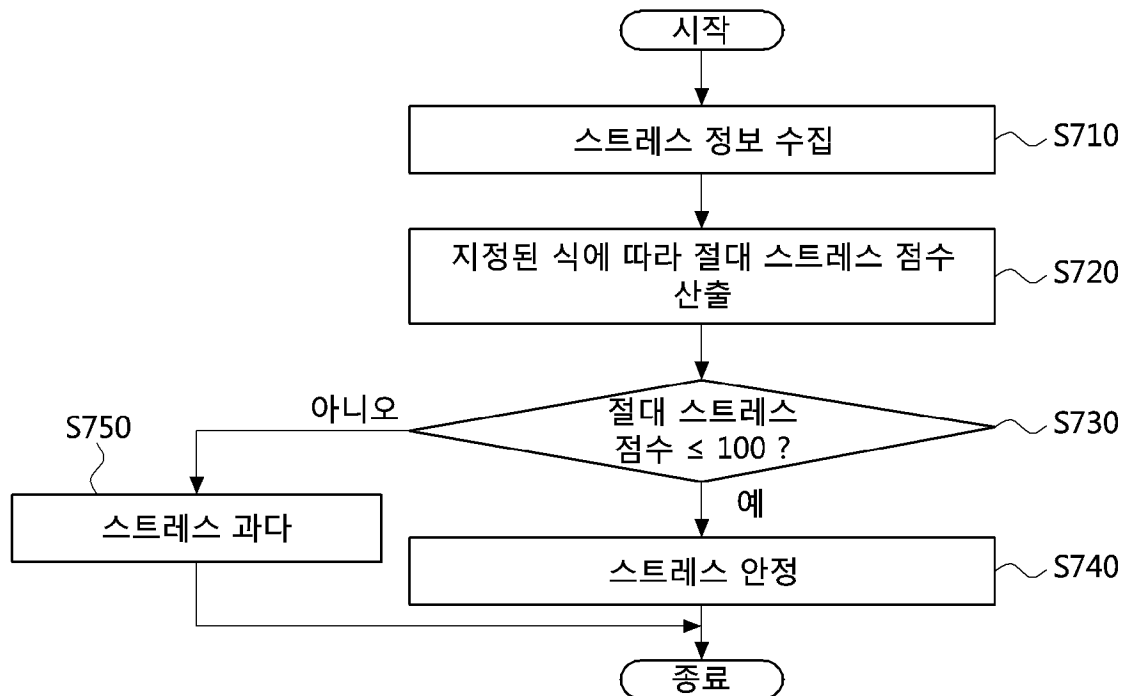 시작
스트레스 정보 수집
S710
지정된 식에 따라 절대 스트레스 점수
산출
S720
아니오
절대 스트레스
점수 ≤ 100 ?
S730
S750
예
스트레스 과다
스트레스 안정
S740
종료